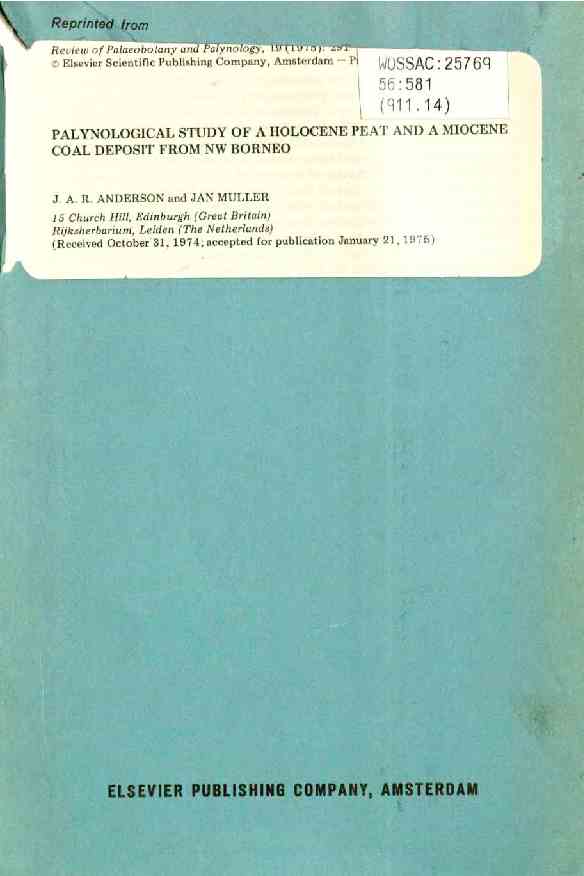 Reprinted from
Review of Palaeobotany and Palynology, 19 (1975): 291
© Elsevier Scientific Publishing Company, Amsterdam — P
WOSSAC:25769
56:581
(911.14)
PALYNOLOGICAL STUDY OF A HOLOCENE PEAT AND A MIOCENE
COAL DEPOSIT FROM NW BORNEO
J. A. R. ANDERSON and JAN MULLER
15 Church Hill, Edinburgh (Great Britain)
Rijksherbarium, Leiden (The Netherlands)
(Received October 31, 1974; accepted for publication January 21, 1975)
ELSEVIER PUBLISHING COMPANY, AMSTERDAM